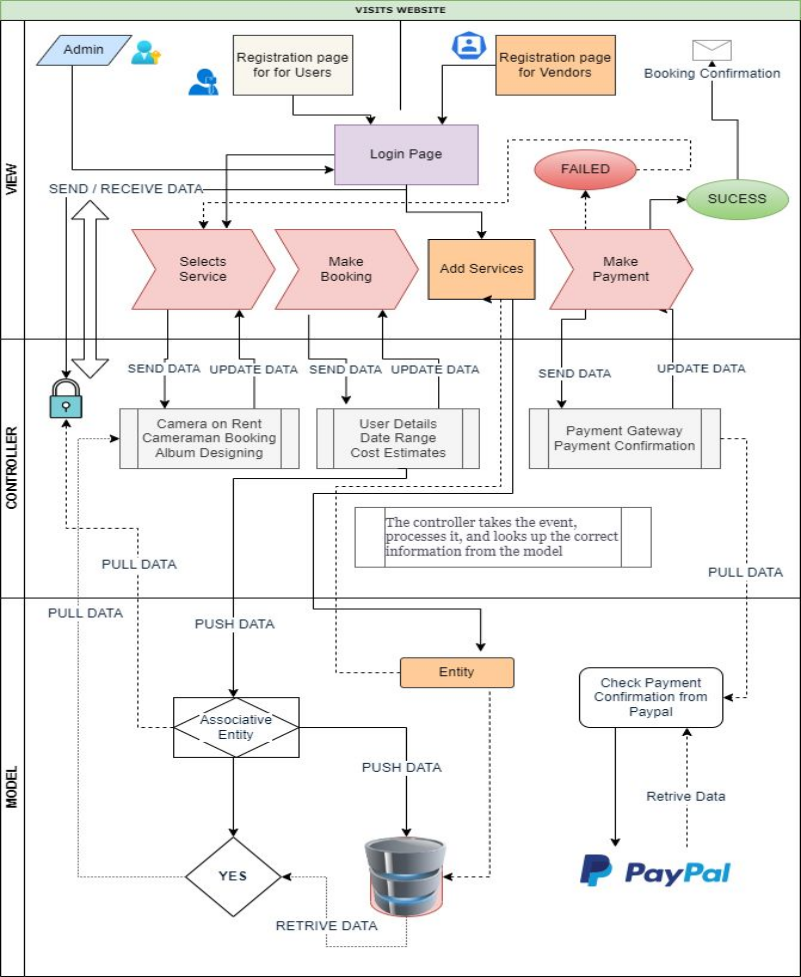 VISITS WEBSITE
VIEW
Admin
Registration page
for for Users
Registration page
for Vendors
Booking Confirmation
Login Page
FAILED
SEND / RECEIVE DATA
SUCESS
Selects
Service
Make
Booking
Add Services
Make
Payment
CONTROLLER
SEND DATA
UPDATE DATA
SEND DATA
UPDATE DATA
SEND DATA
UPDATE DATA
Camera on Rent
Cameraman Booking
Album Designing
User Details
Date Range
Cost Estimates
Payment Gateway
Payment Confirmation
The controller takes the event,
processes it, and looks up the correct
information from the model
PULL DATA
PULL DATA
MODEL
PULL DATA
PUSH DATA
Entity
Check Payment
Confirmation from
Paypal
Associative
Entity
PUSH DATA
Retrive Data
YES
PayPal
RETRIVE DATA